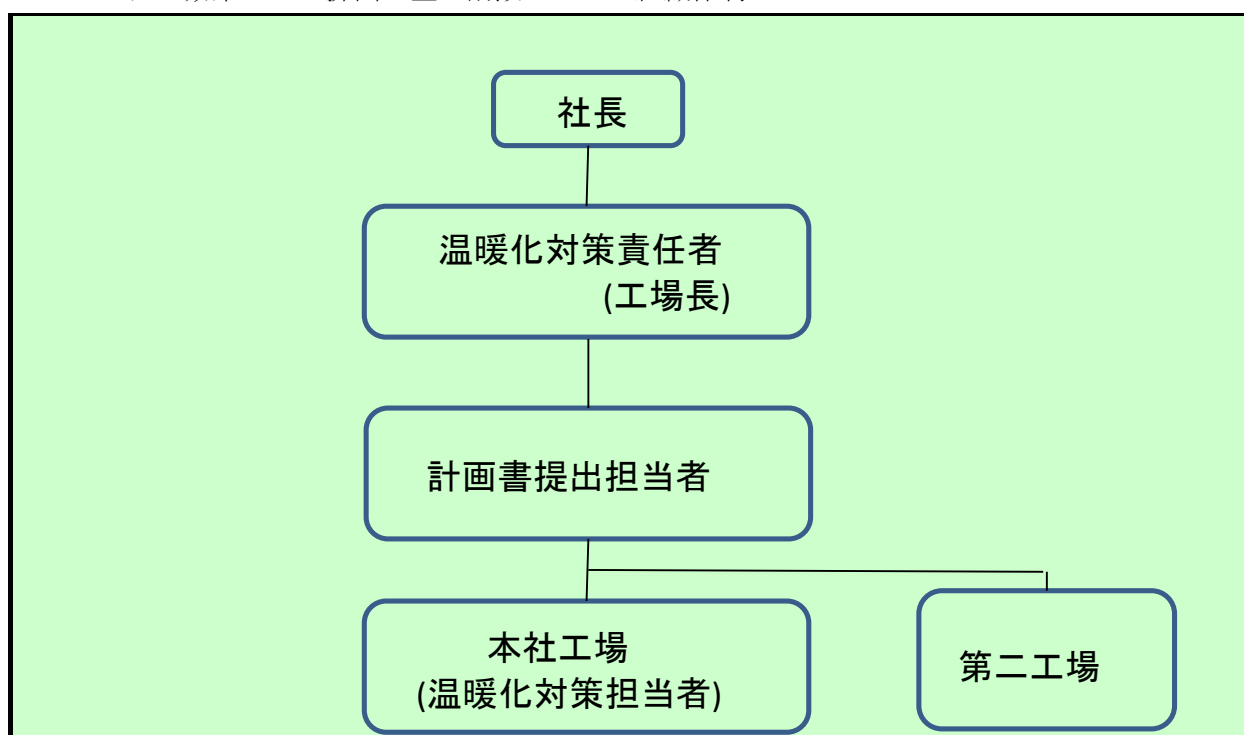 社長
温暖化対策責任者
(工場長)
計画書提出担当者
本社工場
(温暖化対策担当者)
第二工場